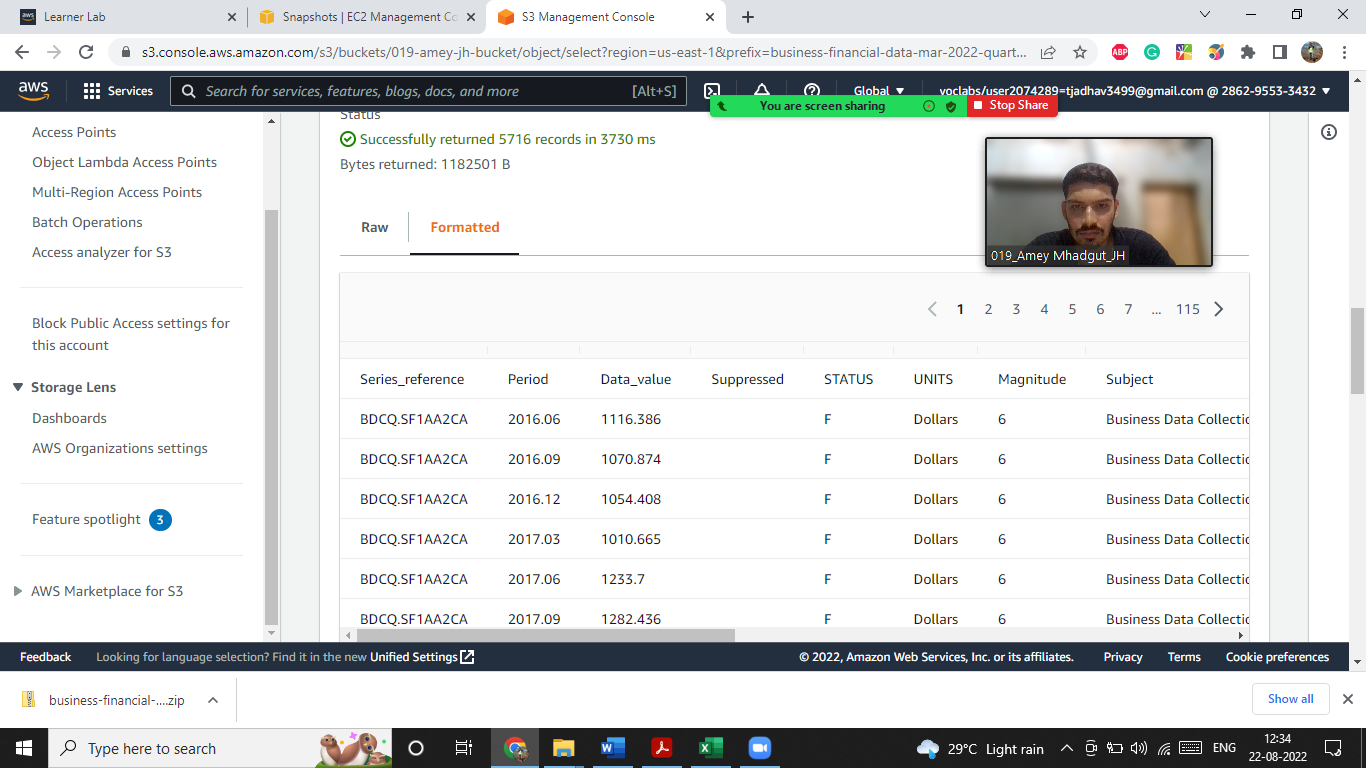 Learner Lab
Snapshots | EC2 Management Co
S3 Management Console
s3.console.aws.amazon.com/s3/buckets/019-amey-jh-bucket/object/select?region=us-east-1&prefix=business-financial-data-mar-2022-quart...
ABP
aws
Services
Search for services, features, blogs, docs, and more
[Alt+S]
Global
voclabs/user2074289=tjadhav3499@gmail.com @ 2862-9553-3432
You are screen sharing
Stop Share
Access Points
Object Lambda Access Points
Multi-Region Access Points
Batch Operations
Access analyzer for S3
Block Public Access settings for
this account
Storage Lens
Dashboards
AWS Organizations settings
Feature spotlight 3
AWS Marketplace for S3
Status
Successfully returned 5716 records in 3730 ms
Bytes returned: 1182501 B
019_Amey Mhadgut_JH
Raw
Formatted
1 2 3 4 5 6 7 ... 115
Series_reference Period Data_value Suppressed STATUS UNITS Magnitude Subject
BDCQ.SF1AA2CA 2016.06 1116.386 F Dollars 6 Business Data Collectic
BDCQ.SF1AA2CA 2016.09 1070.874 F Dollars 6 Business Data Collectic
BDCQ.SF1AA2CA 2016.12 1054.408 F Dollars 6 Business Data Collectic
BDCQ.SF1AA2CA 2017.03 1010.665 F Dollars 6 Business Data Collectic
BDCQ.SF1AA2CA 2017.06 1233.7 F Dollars 6 Business Data Collectic
BDCQ.SF1AA2CA 2017.09 1282.436 F Dollars 6 Business Data Collectic
Feedback
Looking for language selection? Find it in the new Unified Settings
© 2022, Amazon Web Services, Inc. or its affiliates.
Privacy
Terms
Cookie preferences
business-financial-....zip
Show all
Type here to search
29°C Light rain
ENG
12:34
22-08-2022